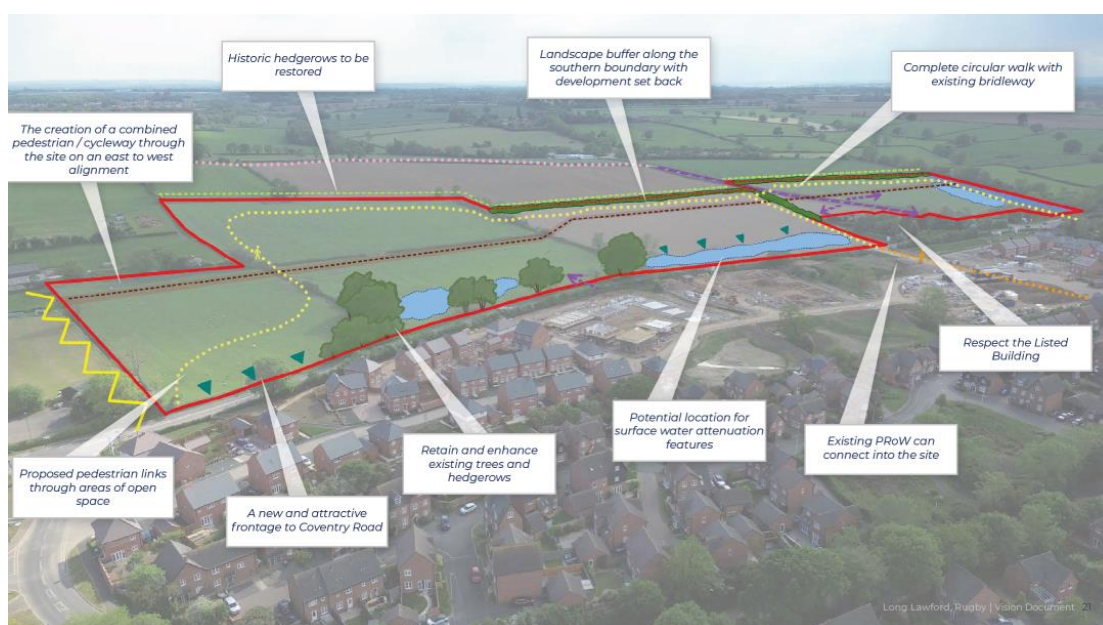 Historic hedgerows to be
restored
Landscape buffer along the
southern boundary with
development set back
Complete circular walk with
existing bridleway
The creation of a combined
pedestrian / cycleway through
the site on an east to west
alignment
Respect the Listed
Building
Potential location for
surface water attenuation
features
Existing PRoW can
connect into the site
Retain and enhance
existing trees and
hedgerows
Proposed pedestrian links
through areas of open
space
A new and attractive
frontage to Coventry Road
Long Lawford, Rugby | Vision Document 21